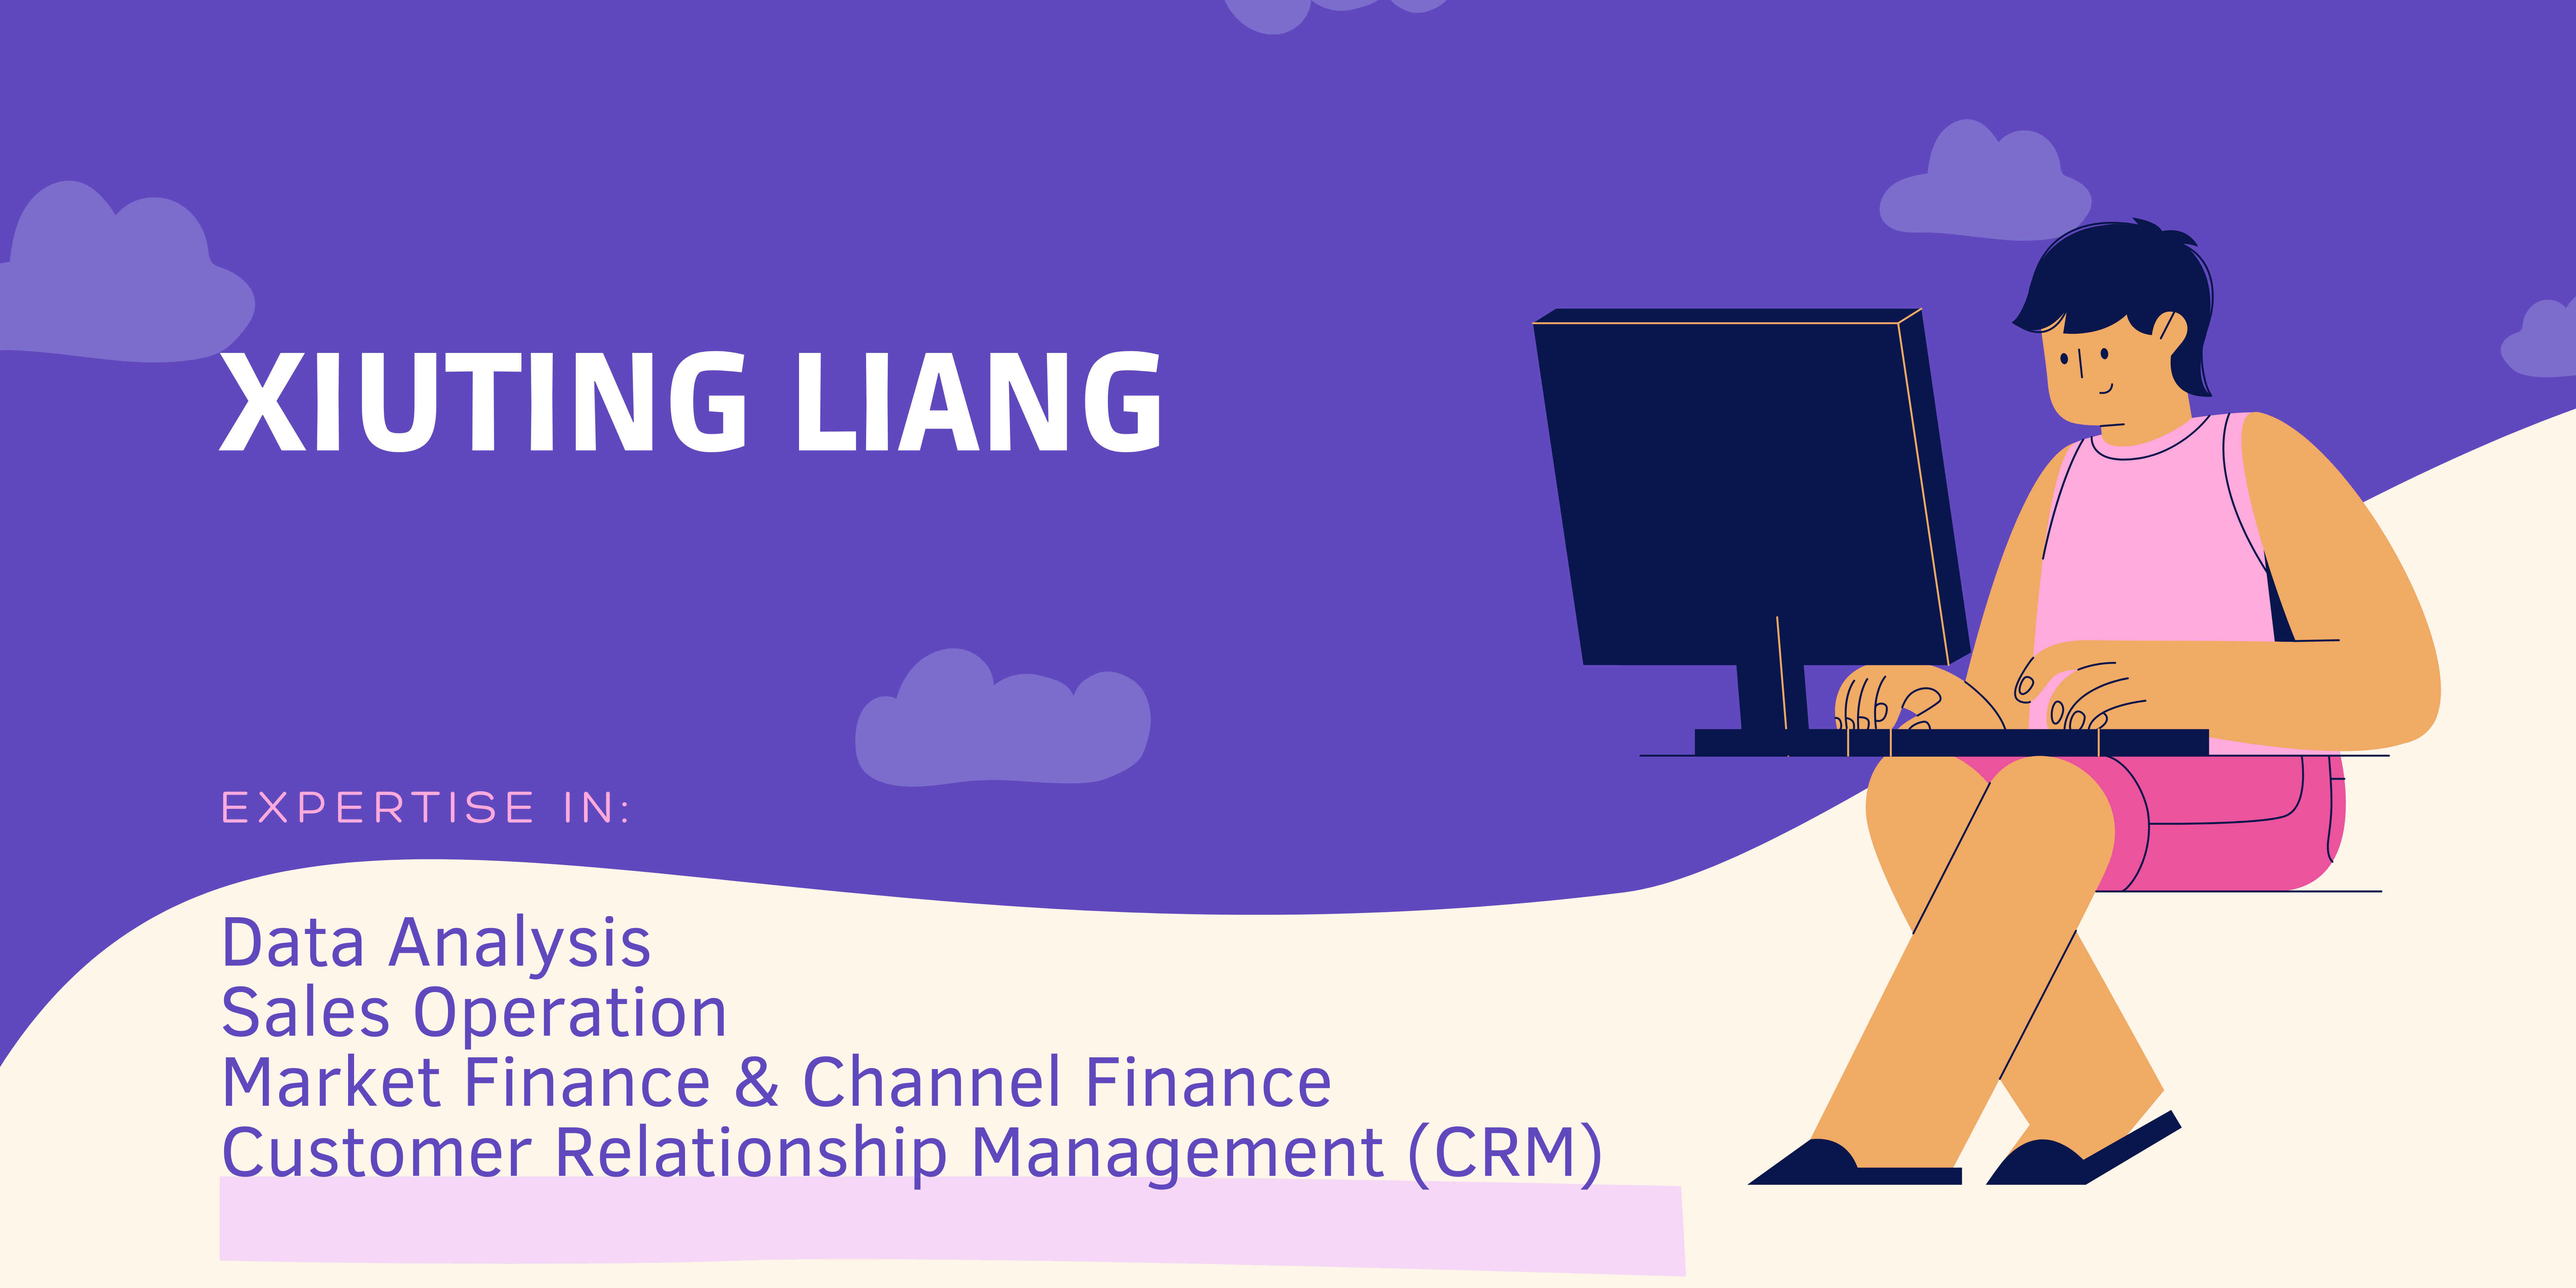 XIUTING LIANG
EXPERTISE IN:
Data Analysis
Sales Operation
Market Finance & Channel Finance
Customer Relationship Management (CRM)